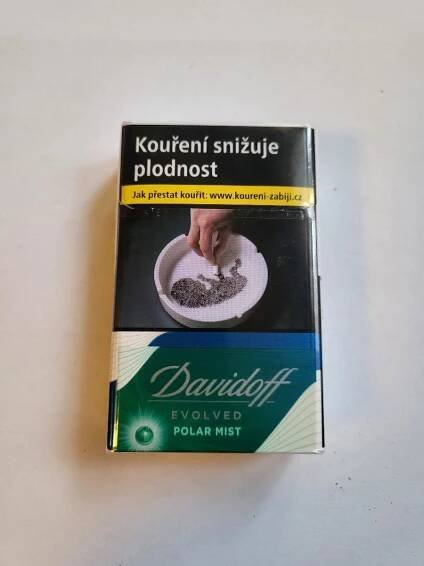 Kouření snižuje
plodnost
Jak přestat kouřit: www.koureni-zabiji.cz
Davidoff
EVOLVED
POLAR MIST